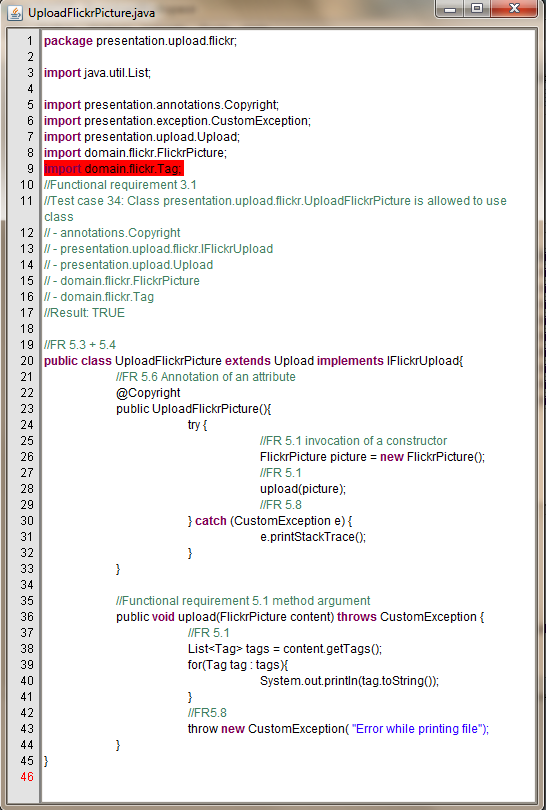 UploadFlickrPicture.java
1 package presentation.upload.flickr;
2
3 import java.util.List;
4
5 import presentation.annotations.Copyright;
6 import presentation.exception.CustomException;
7 import presentation.upload.Upload;
8 import domain.flickr.FlickrPicture;
9 import domain.flickr.Tag;
10 //Functional requirement 3.1
11 //Test case 34: Class presentation.upload.flickr.UploadFlickrPicture is allowed to use
class
12 // - annotations.Copyright
13 // - presentation.upload.flickr.IFlickrUpload
14 // - presentation.upload.Upload
15 // - domain.flickr.FlickrPicture
16 // - domain.flickr.Tag
17 //Result: TRUE
18
19 //FR 5.3 + 5.4
20 public class UploadFlickrPicture extends Upload implements IFlickrUpload{
21 //FR 5.6 Annotation of an attribute
22 @Copyright
23 public UploadFlickrPicture(){
24 try {
25 //FR 5.1 invocation of a constructor
26 FlickrPicture picture = new FlickrPicture();
27 //FR 5.1
28 upload(picture);
29 //FR 5.8
30 } catch (CustomException e) {
31 e.printStackTrace();
32 }
33 }
34
35 //Functional requirement 5.1 method argument
36 public void upload(FlickrPicture content) throws CustomException {
37 //FR 5.1
38 List<Tag> tags = content.getTags();
39 for(Tag tag : tags){
40 System.out.println(tag.toString());
41 }
42 //FR5.8
43 throw new CustomException( "Error while printing file");
44 }
45 }
46